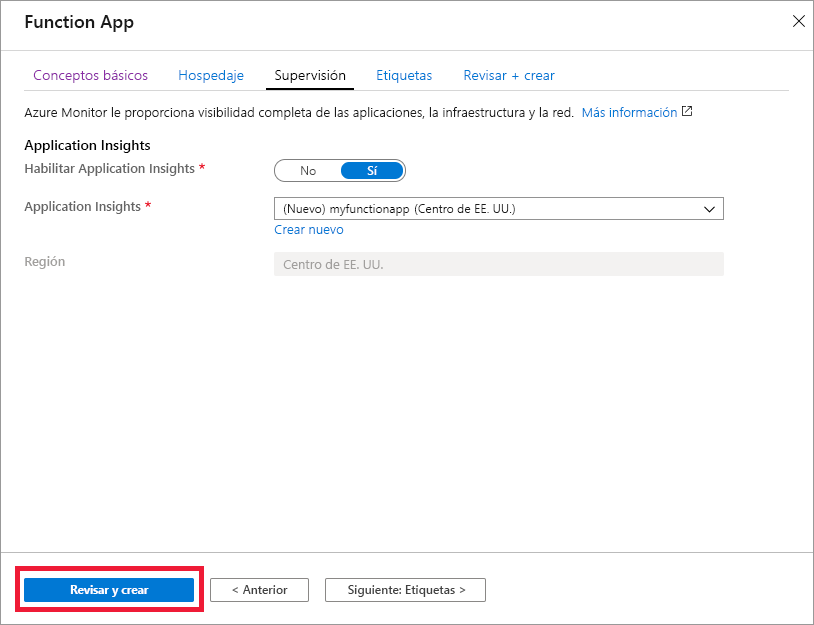 Function App
Conceptos básicos Hospedaje Supervisión Etiquetas Revisar + crear
Azure Monitor le proporciona visibilidad completa de las aplicaciones, la infraestructura y la red. Más información
Application Insights
Habilitar Application Insights * No Sí
Application Insights * (Nuevo) myfunctionapp (Centro de EE. UU.)
Crear nuevo
Región Centro de EE. UU.
Revisar y crear < Anterior Siguiente: Etiquetas >